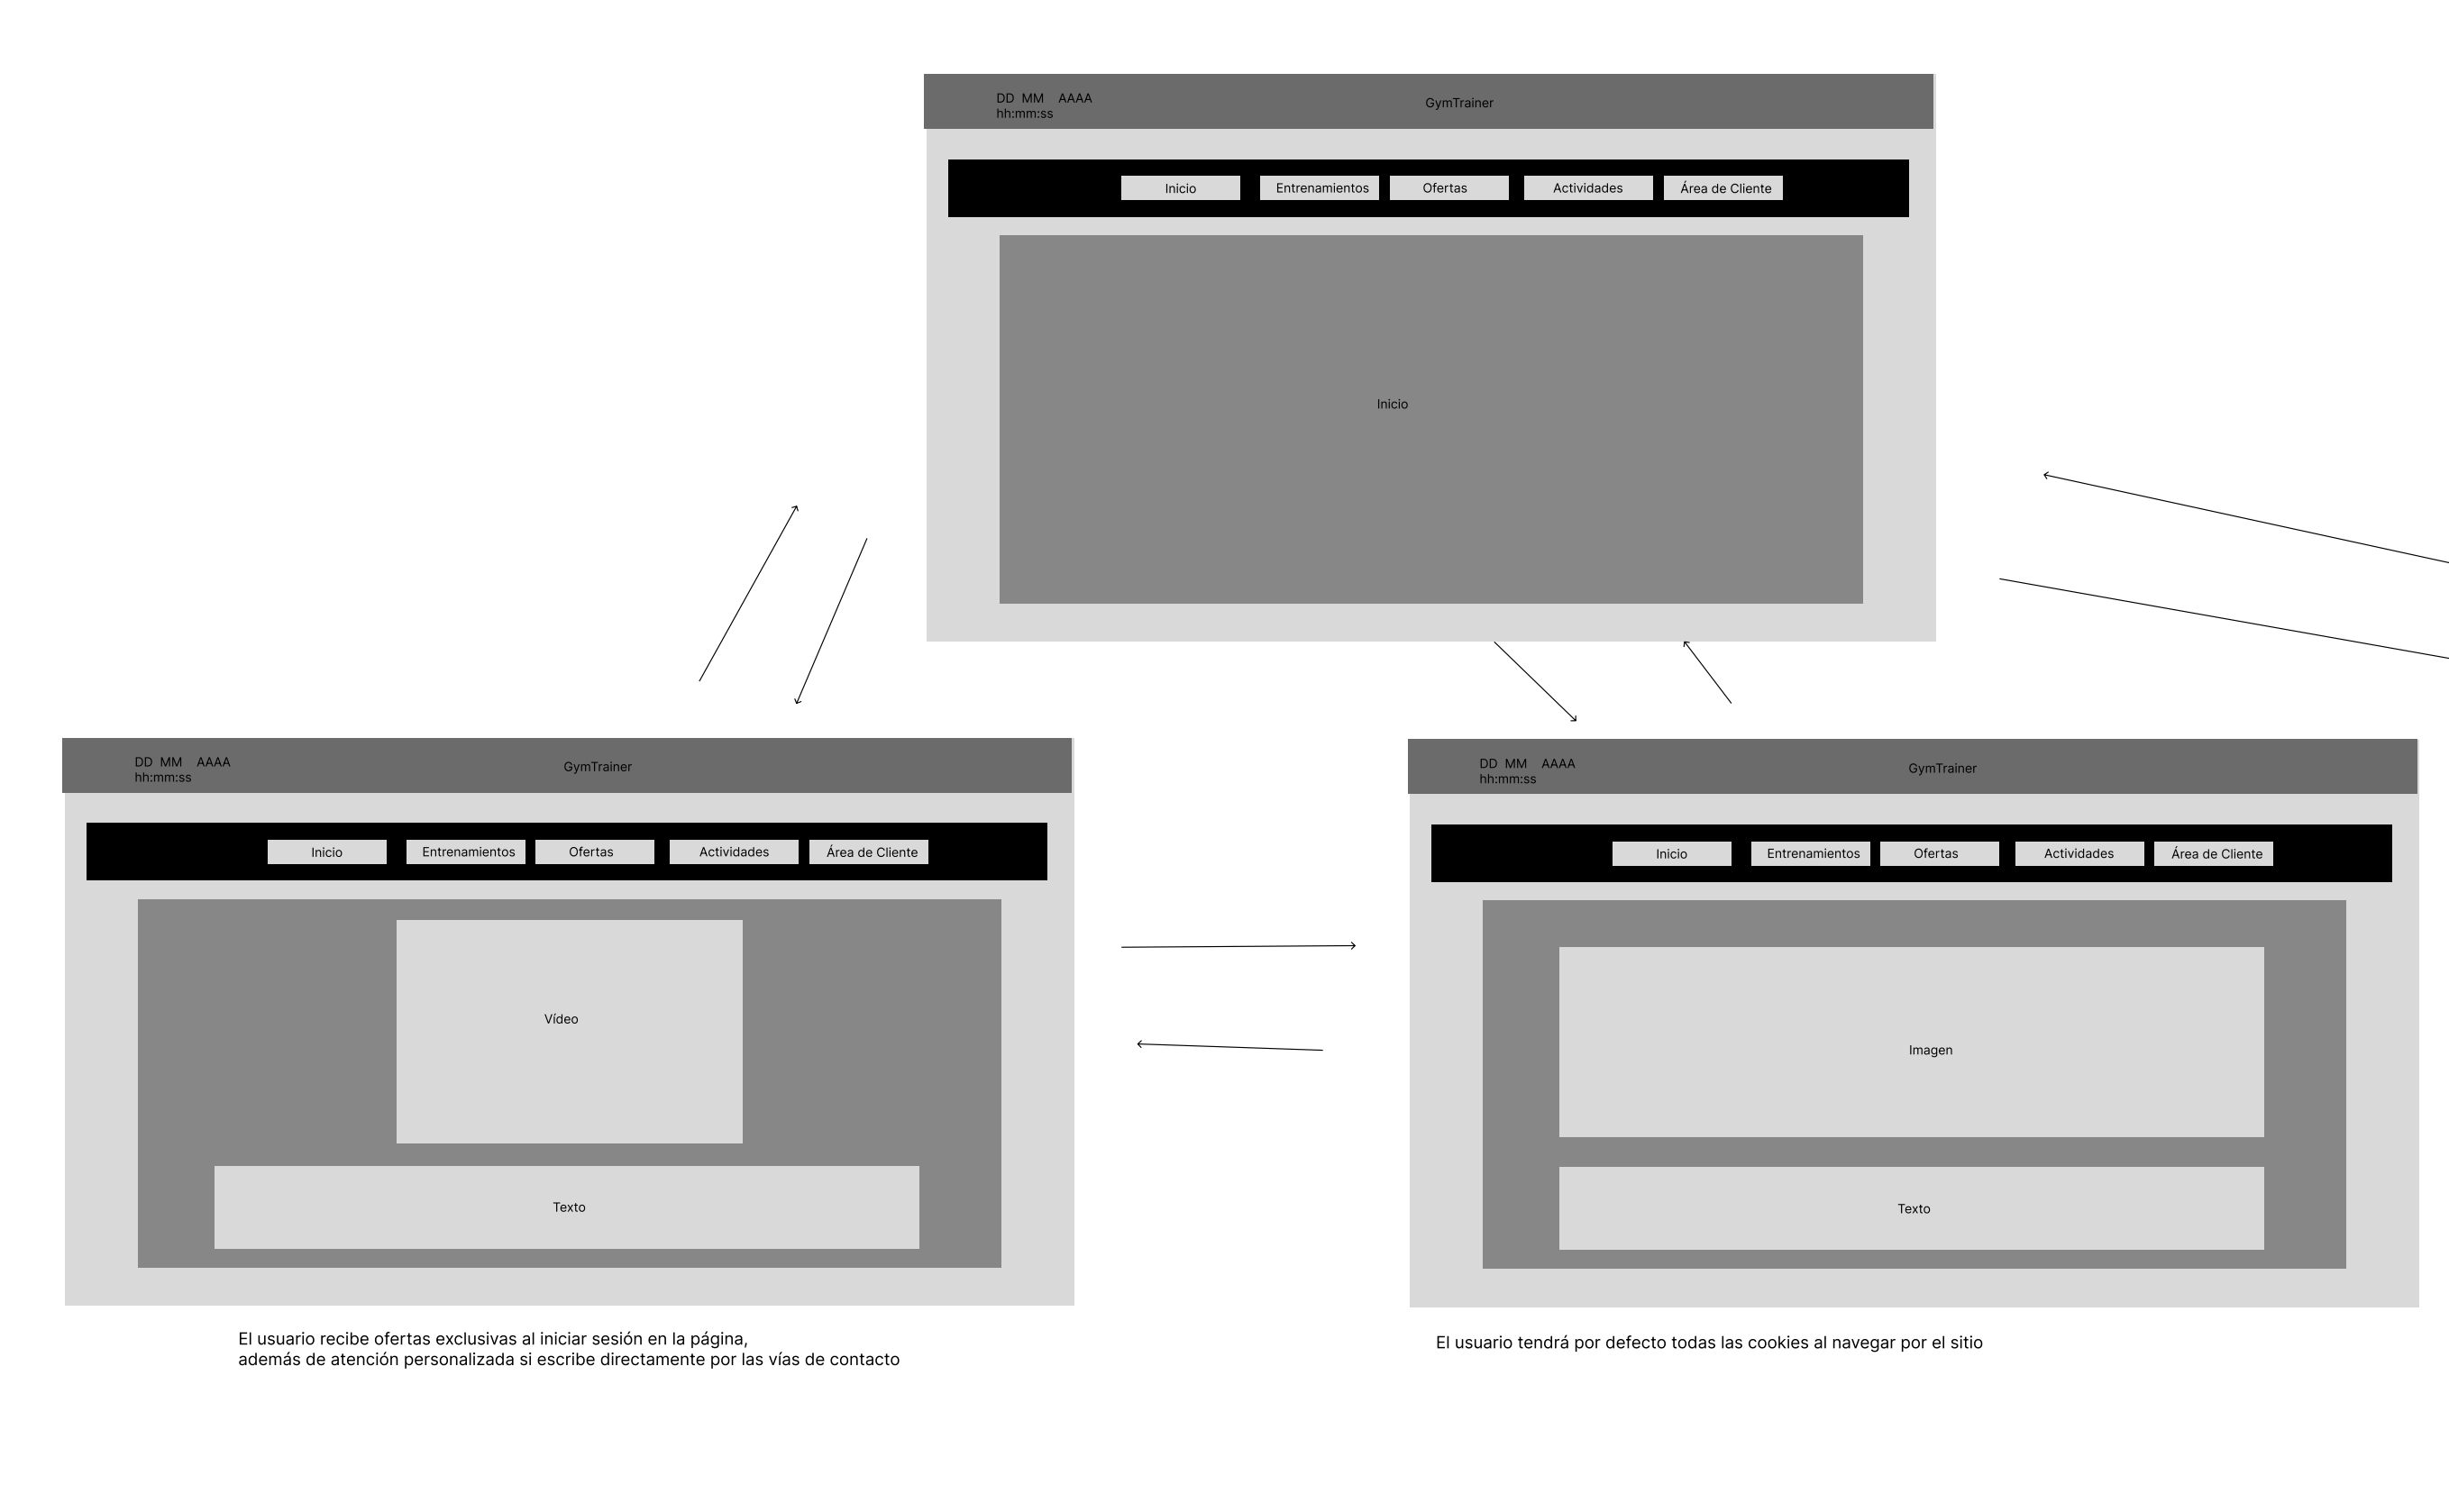 DD MM AAAA
hh:mm:ss
GymTrainer
Inicio
Entrenamientos
Ofertas
Actividades
Área de Cliente
Inicio
DD MM AAAA
hh:mm:ss
GymTrainer
Inicio
Entrenamientos
Ofertas
Actividades
Área de Cliente
Vídeo
Texto
El usuario recibe ofertas exclusivas al iniciar sesión en la página,
además de atención personalizada si escribe directamente por las vías de contacto
DD MM AAAA
hh:mm:ss
GymTrainer
Inicio
Entrenamientos
Ofertas
Actividades
Área de Cliente
Imagen
Texto
El usuario tendrá por defecto todas las cookies al navegar por el sitio